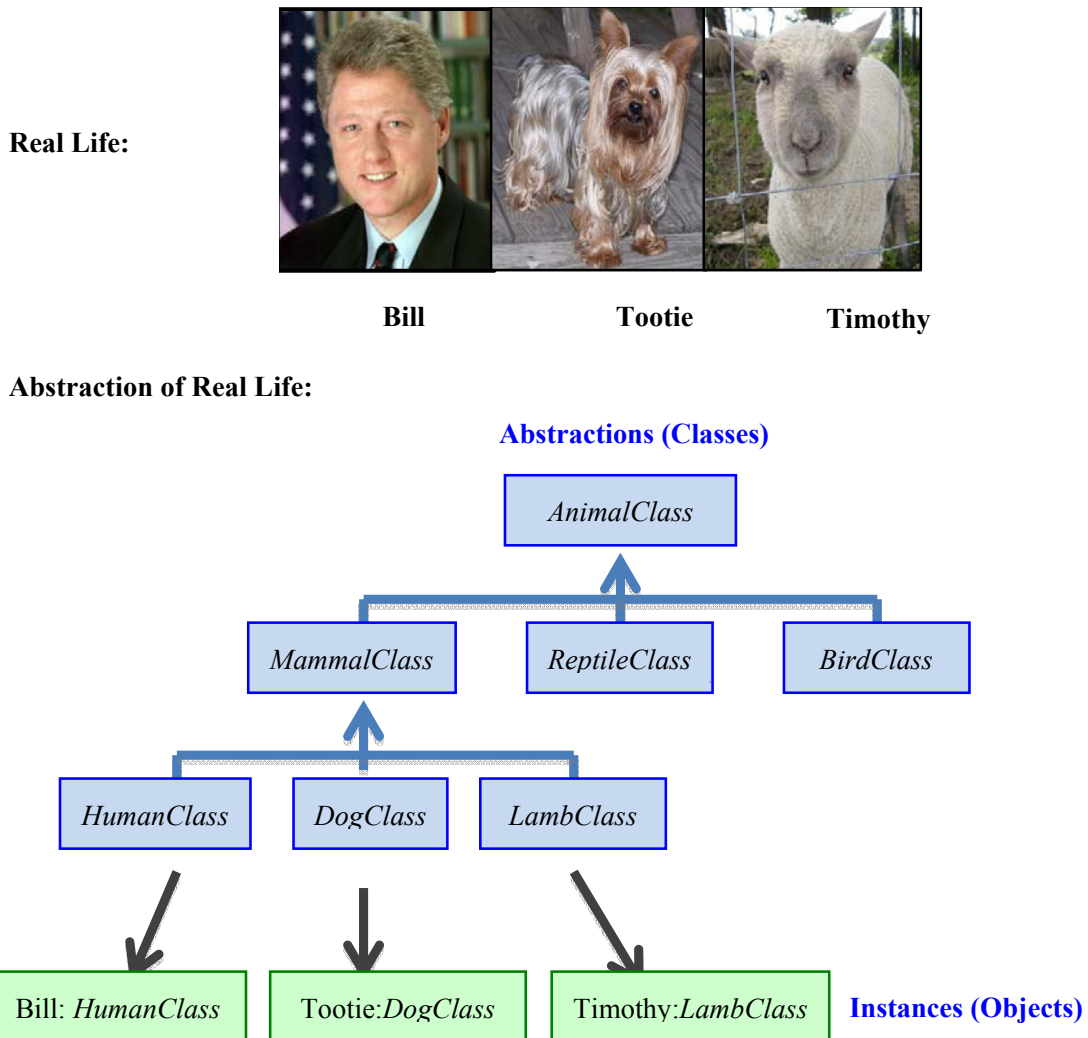 Real Life:
Bill Tootie Timothy
Abstraction of Real Life:
Abstractions (Classes)
AnimalClass
MammalClass ReptileClass BirdClass
HumanClass DogClass LambClass
Bill: HumanClass Tootie:DogClass Timothy:LambClass Instances (Objects)